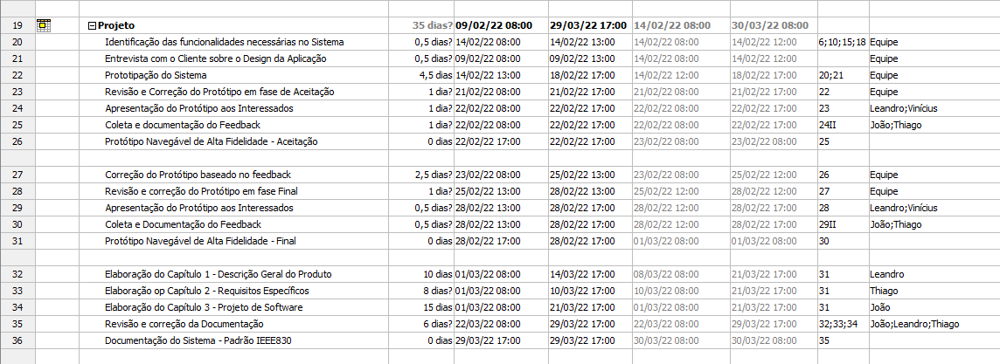 19 Projeto 35 dias? 09/02/22 08:00 29/03/22 17:00 14/02/22 08:00 30/03/22 08:00
20 Identificação das funcionalidades necessárias no Sistema 0,5 dias? 14/02/22 08:00 14/02/22 13:00 14/02/22 08:00 14/02/22 12:00 6;10;15;18 Equipe
21 Entrevista com o Cliente sobre o Design da Aplicação 0,5 dias? 09/02/22 08:00 09/02/22 13:00 14/02/22 08:00 14/02/22 12:00 Equipe
22 Prototipação do Sistema 4,5 dias 14/02/22 13:00 18/02/22 17:00 14/02/22 12:00 18/02/22 17:00 20;21 Equipe
23 Revisão e Correção do Protótipo em fase de Aceitação 1 dia? 21/02/22 08:00 21/02/22 17:00 21/02/22 08:00 21/02/22 17:00 22 Equipe
24 Apresentação do Protótipo aos Interessados 1 dia? 22/02/22 08:00 22/02/22 17:00 22/02/22 08:00 22/02/22 17:00 23 Leandro;Vinícius
25 Coleta e documentação do Feedback 1 dia? 22/02/22 08:00 22/02/22 17:00 22/02/22 08:00 22/02/22 17:00 24II João;Thiago
26 Protótipo Navegável de Alta Fidelidade - Aceitação 0 dias 22/02/22 17:00 22/02/22 17:00 23/02/22 08:00 23/02/22 08:00 25
27 Correção do Protótipo baseado no feedback 2,5 dias? 23/02/22 08:00 25/02/22 13:00 23/02/22 08:00 25/02/22 12:00 26 Equipe
28 Revisão e correção do Protótipo em fase Final 1 dia? 25/02/22 13:00 28/02/22 13:00 25/02/22 12:00 28/02/22 12:00 27 Equipe
29 Apresentação do Protótipo aos Interessados 0,5 dias? 28/02/22 13:00 28/02/22 17:00 28/02/22 12:00 28/02/22 17:00 28 Leandro;Vinícius
30 Coleta e Documentação do Feedback 0,5 dias? 28/02/22 13:00 28/02/22 17:00 28/02/22 12:00 28/02/22 17:00 29II João;Thiago
31 Protótipo Navegável de Alta Fidelidade - Final 0 dias 28/02/22 17:00 28/02/22 17:00 01/03/22 08:00 01/03/22 08:00 30
32 Elaboração do Capítulo 1 - Descrição Geral do Produto 10 dias 01/03/22 08:00 14/03/22 17:00 08/03/22 08:00 21/03/22 17:00 31 Leandro
33 Elaboração op Capítulo 2 - Requisitos Específicos 8 dias? 01/03/22 08:00 10/03/22 17:00 10/03/22 08:00 21/03/22 17:00 31 Thiago
34 Elaboração do Capítulo 3 - Projeto de Software 15 dias 01/03/22 08:00 21/03/22 17:00 01/03/22 08:00 21/03/22 17:00 31 João
35 Revisão e correção da Documentação 6 dias? 22/03/22 08:00 29/03/22 17:00 22/03/22 08:00 29/03/22 17:00 32;33;34 João;Leandro;Thiago
36 Documentação do Sistema - Padrão IEEE830 0 dias 29/03/22 17:00 29/03/22 17:00 30/03/22 08:00 30/03/22 08:00 35